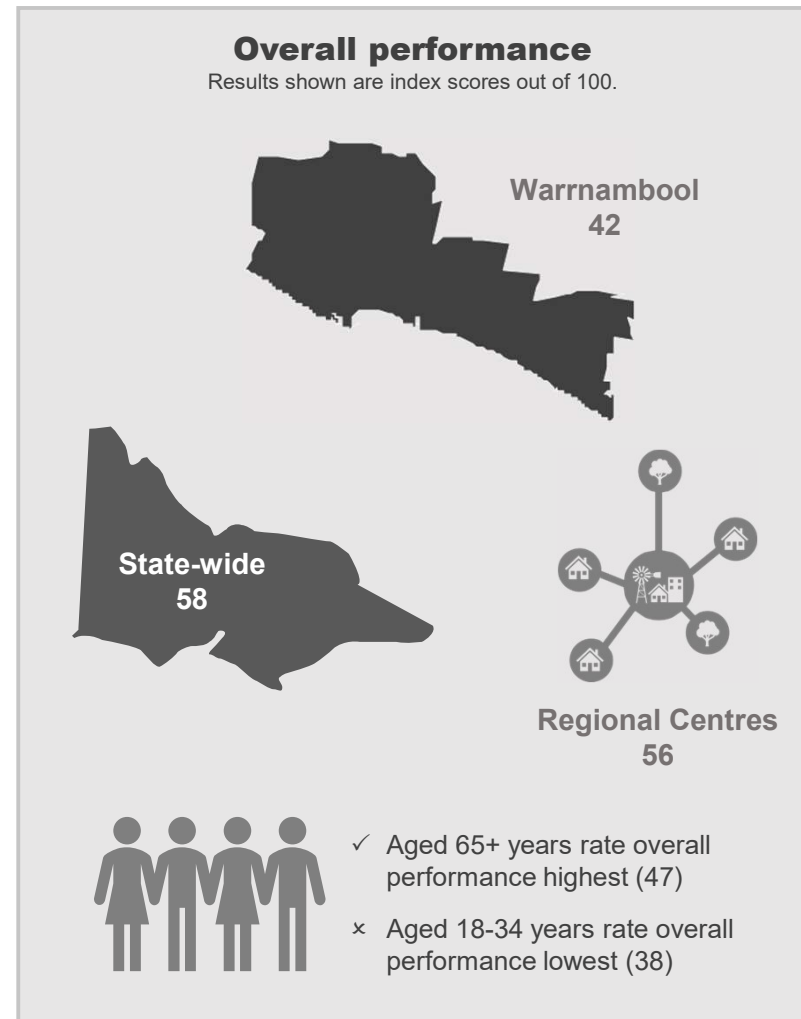 Overall performance
Results shown are index scores out of 100.
Warrnambool
42
State-wide
58
Regional Centres
56
✓ Aged 65+ years rate overall
performance highest (47)
× Aged 18-34 years rate overall
performance lowest (38)